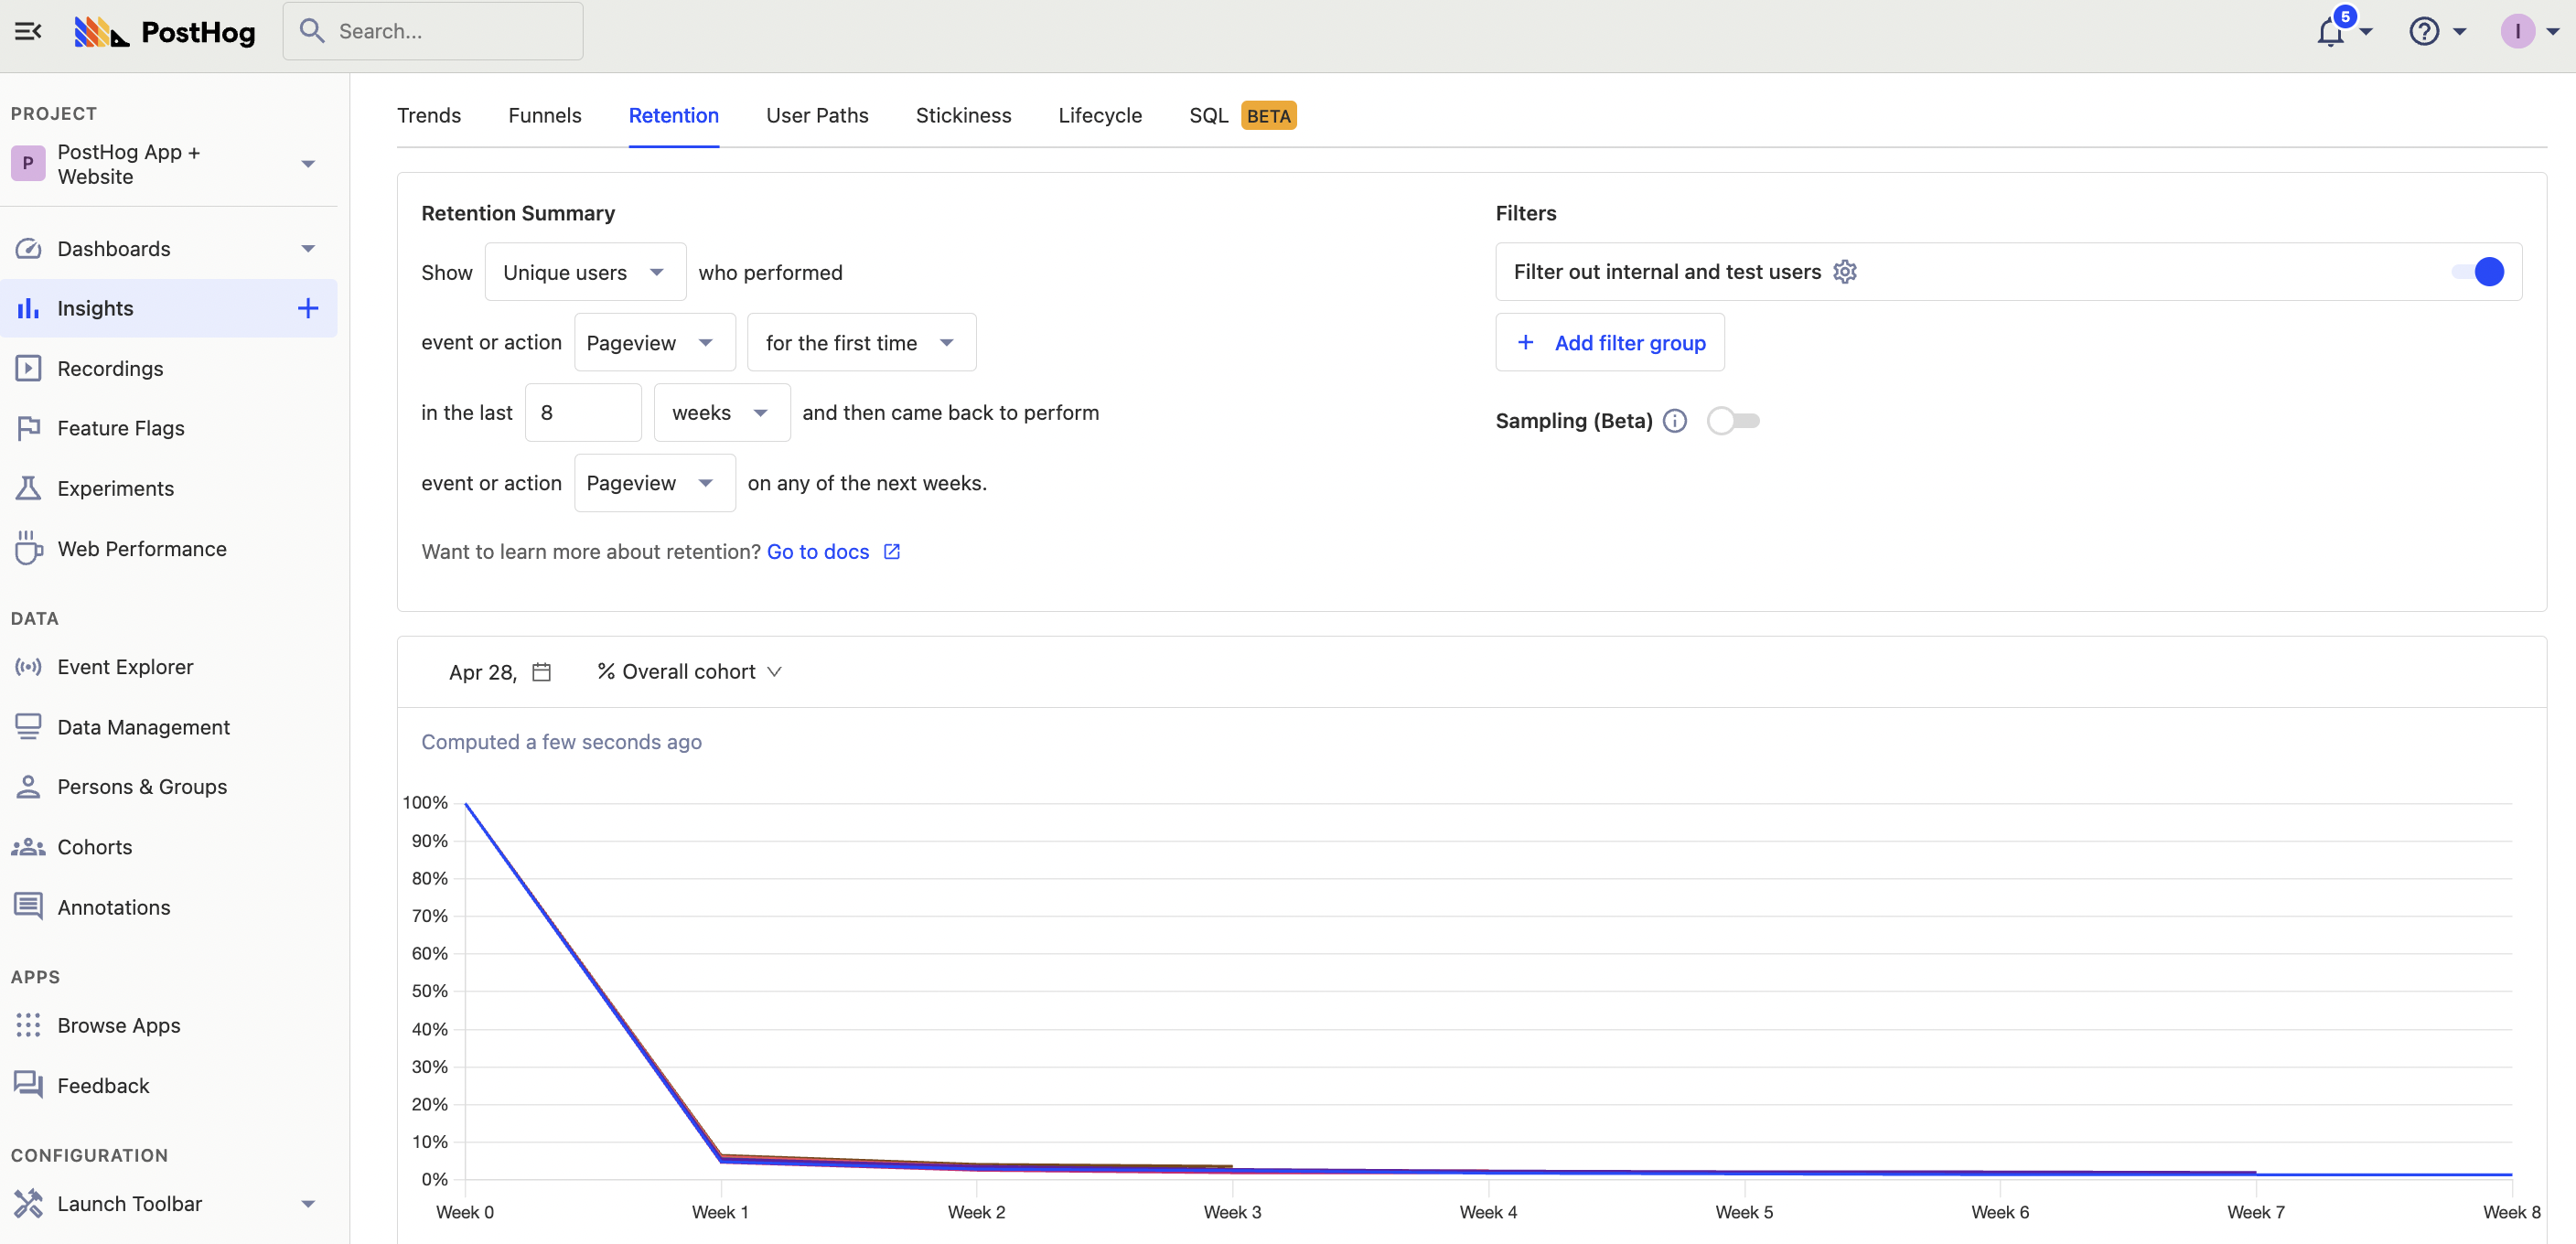 PostHog
Search...
5
I
PROJECT
P
PostHog App +
Website
Dashboards
Insights
Recordings
Feature Flags
Experiments
Web Performance
DATA
Event Explorer
Data Management
Persons & Groups
Cohorts
Annotations
APPS
Browse Apps
Feedback
CONFIGURATION
Launch Toolbar
Trends Funnels Retention User Paths Stickiness Lifecycle SQL BETA
Retention Summary
Show Unique users who performed
event or action Pageview for the first time
in the last 8 weeks and then came back to perform
event or action Pageview on any of the next weeks.
Want to learn more about retention? Go to docs
Filters
Filter out internal and test users
+ Add filter group
Sampling (Beta)
Apr 28, % Overall cohort
Computed a few seconds ago
100%
90%
80%
70%
60%
50%
40%
30%
20%
10%
0%
Week 0 Week 1 Week 2 Week 3 Week 4 Week 5 Week 6 Week 7 Week 8